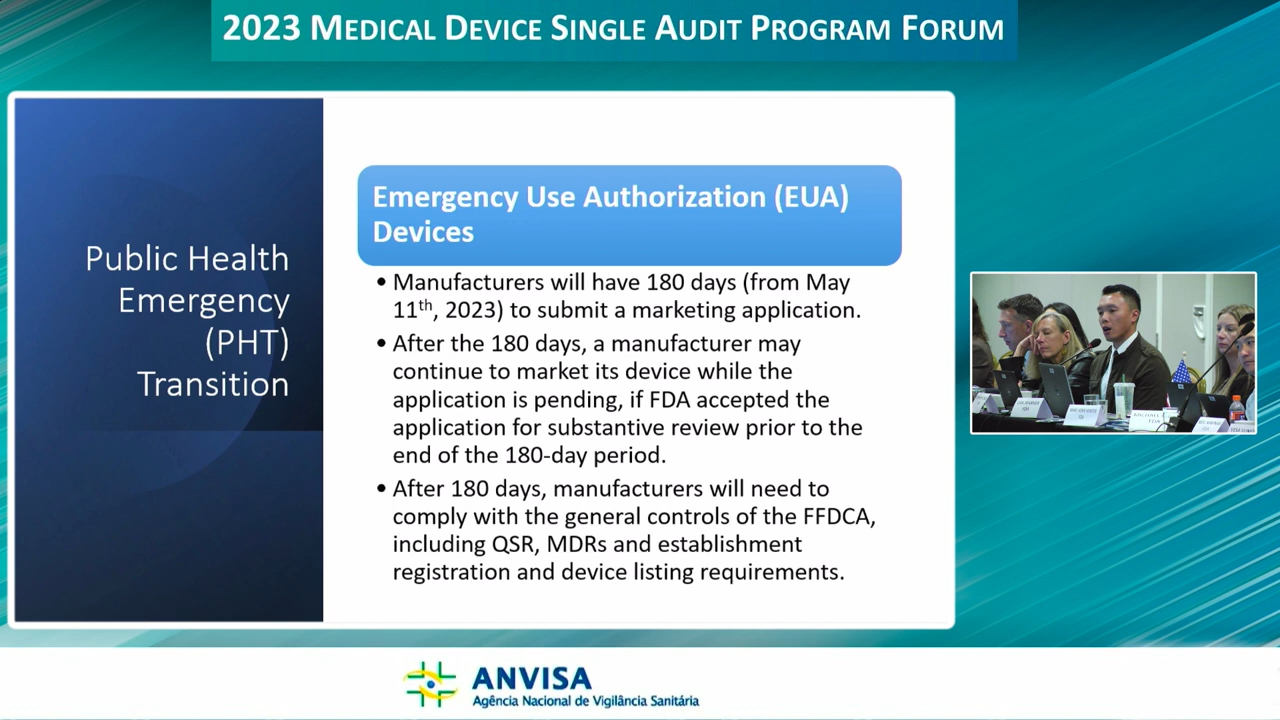 2023 MEDICAL DEVICE SINGLE AUDIT PROGRAM FORUM
Public Health
Emergency
(PHT)
Transition
Emergency Use Authorization (EUA)
Devices
• Manufacturers will have 180 days (from May
11th, 2023) to submit a marketing application.
• After the 180 days, a manufacturer may
continue to market its device while the
application is pending, if FDA accepted the
application for substantive review prior to the
end of the 180-day period.
• After 180 days, manufacturers will need to
comply with the general controls of the FFDCA,
including QSR, MDRs and establishment
registration and device listing requirements.
ANVISA
Agência Nacional de Vigilância Sanitária